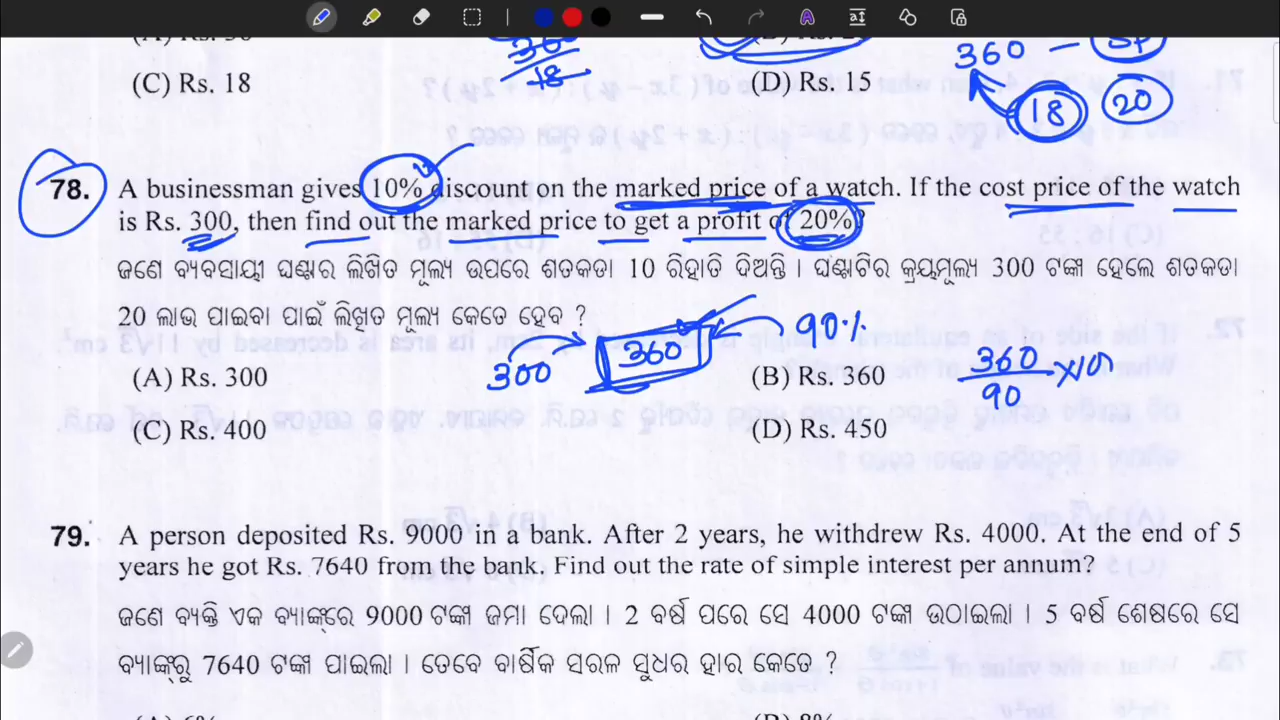 (C) Rs. 18
(D) Rs. 15
360 — SP
18 20
78. A businessman gives 10% discount on the marked price of a watch. If the cost price of the watch
is Rs. 300, then find out the marked price to get a profit of 20%?
ଜଣେ ବ୍ୟବସାୟୀ ଘଣ୍ଟାର ଲିଖିତ ମୂଲ୍ୟ ଉପରେ ଶତକଡା 10 ରିହାତି ଦିଅନ୍ତି । ଘଣ୍ଟାଟିର କ୍ରୟମୂଲ୍ୟ 300 ଟଙ୍କା ହେଲେ ଶତକଡା
20 ଲାଭ ପାଇବା ପାଇଁ ଲିଖିତ ମୂଲ୍ୟ କେତେ ହେବ ?
300 360 90%
(A) Rs. 300
(B) Rs. 360
360/90 ×100
(C) Rs. 400
(D) Rs. 450
79. A person deposited Rs. 9000 in a bank. After 2 years, he withdrew Rs. 4000. At the end of 5
years he got Rs. 7640 from the bank. Find out the rate of simple interest per annum?
ଜଣେ ବ୍ୟକ୍ତି ଏକ ବ୍ୟାଙ୍କ୍‌ରେ 9000 ଟଙ୍କା ଜମା ଦେଲା । 2 ବର୍ଷ ପରେ ସେ 4000 ଟଙ୍କା ଉଠାଇଲା । 5 ବର୍ଷ ଶେଷରେ ସେ
ବ୍ୟାଙ୍କରୁ 7640 ଟଙ୍କା ପାଇଲା । ତେବେ ବାର୍ଷିକ ସରଳ ସୁଧର ହାର କେତେ ?